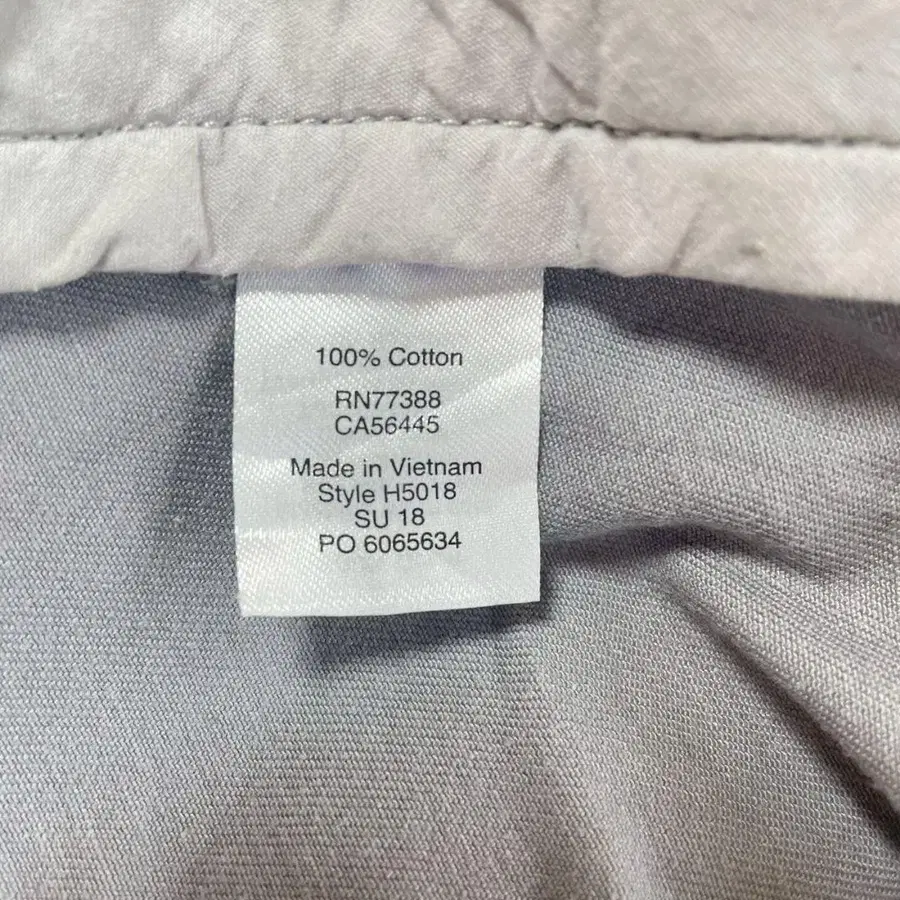 100% Cotton
RN77388
CA56445
Made in Vietnam
Style H5018
SU 18
PO 6065634